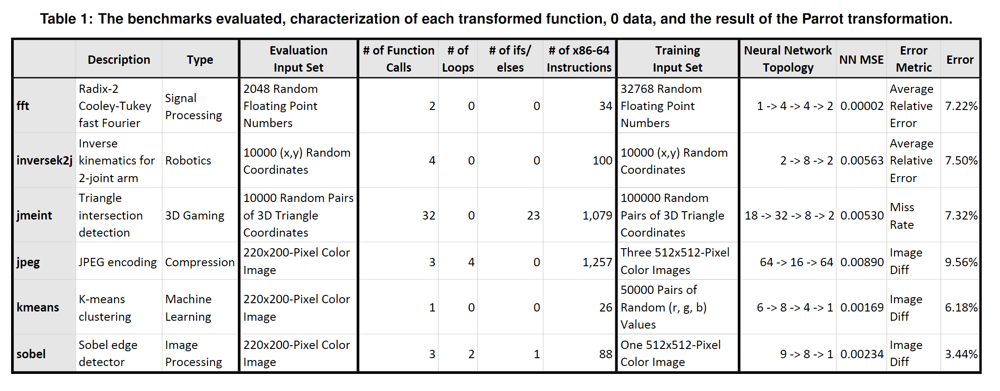 Table 1: The benchmarks evaluated, characterization of each transformed function, 0 data, and the result of the Parrot transformation.
Description Type Evaluation Input Set # of Function Calls # of Loops # of ifs/ elses # of x86-64 Instructions Training Input Set Neural Network Topology NN MSE Error Metric Error
fft Radix-2 Cooley-Tukey fast Fourier Signal Processing 2048 Random Floating Point Numbers 2 0 0 34 32768 Random Floating Point Numbers 1 -> 4 -> 4 -> 2 0.00002 Average Relative Error 7.22%
inversek2j Inverse kinematics for 2-joint arm Robotics 10000 (x,y) Random Coordinates 4 0 0 100 10000 (x,y) Random Coordinates 2 -> 8 -> 2 0.00563 Average Relative Error 7.50%
jmeint Triangle intersection detection 3D Gaming 10000 Random Pairs of 3D Triangle Coordinates 32 0 23 1,079 100000 Random Pairs of 3D Triangle Coordinates 18 -> 32 -> 8 -> 2 0.00530 Miss Rate 7.32%
jpeg JPEG encoding Compression 220x200-Pixel Color Image 3 4 0 1,257 Three 512x512-Pixel Color Images 64 -> 16 -> 64 0.00890 Image Diff 9.56%
kmeans K-means clustering Machine Learning 220x200-Pixel Color Image 1 0 0 26 50000 Pairs of Random (r, g, b) Values 6 -> 8 -> 4 -> 1 0.00169 Image Diff 6.18%
sobel Sobel edge detector Image Processing 220x200-Pixel Color Image 3 2 1 88 One 512x512-Pixel Color Image 9 -> 8 -> 1 0.00234 Image Diff 3.44%